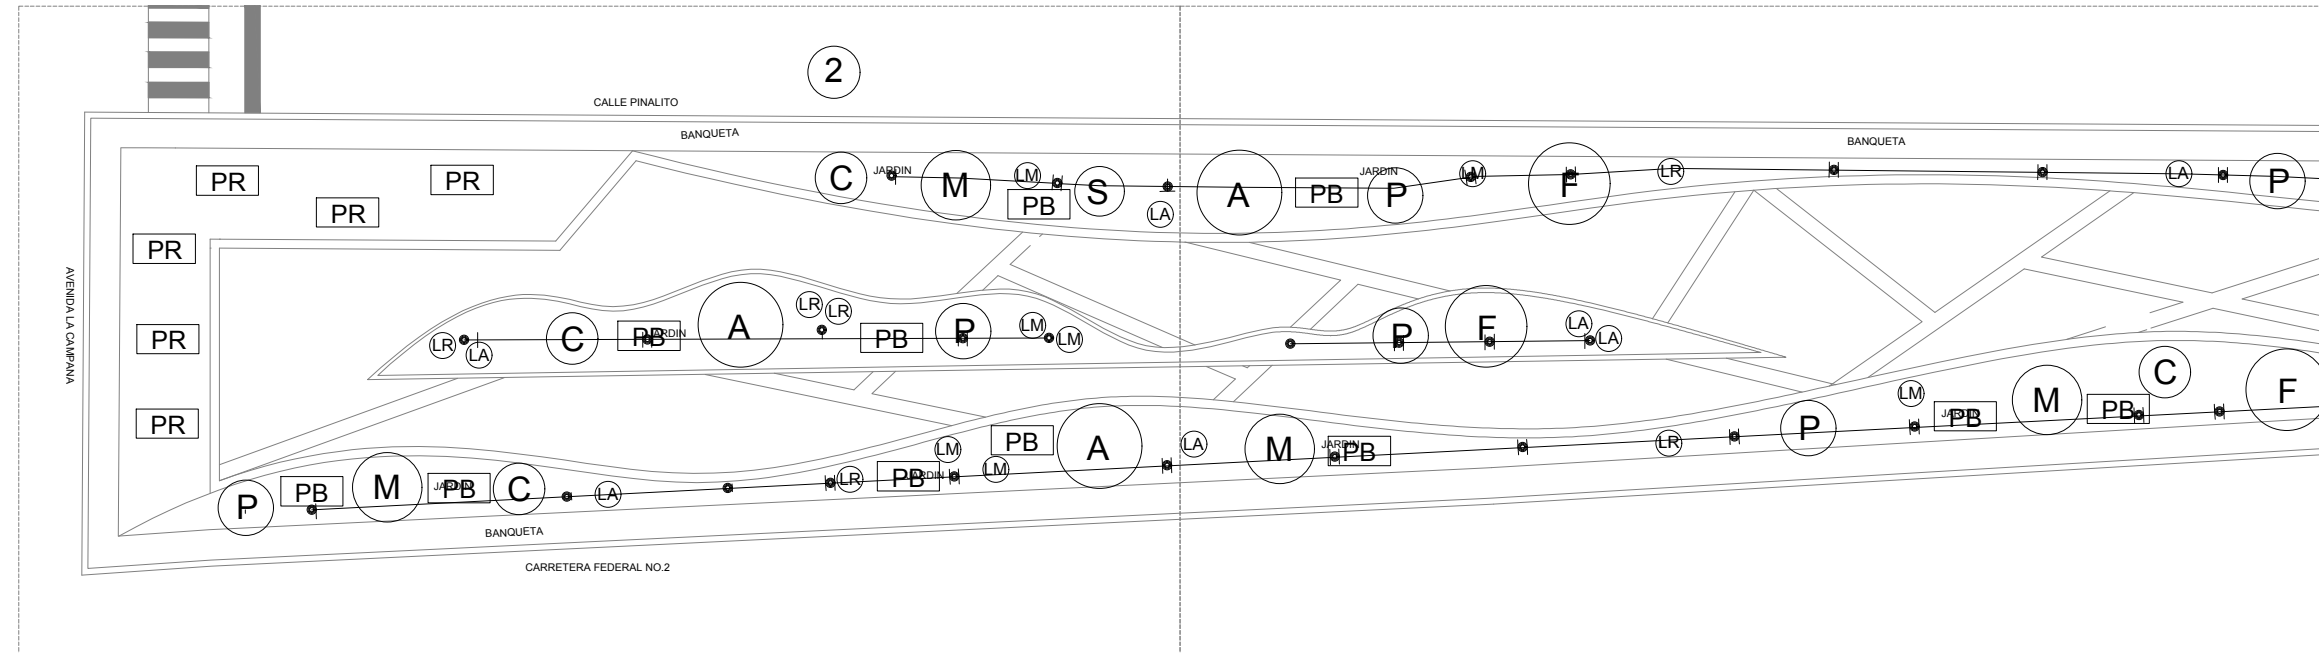 2
CALLE PINALITO
BANQUETA
BANQUETA
PR
PR
PR
C
JARDIN
M
LM
PB
S
LA
A
PB
JARDIN
P
LM
F
LR
LA
P
PR
AVENIDA LA CAMPANA
PR
PR
LR
LA
C
PB
JARDIN
A
LR
LR
PB
P
LM
LM
P
F
LA
LA
P
PB
M
JARDIN
PB
C
LA
LR
PB
JARDIN
LM
LM
PB
A
LA
M
JARDIN
PB
LR
P
LM
JARDIN
PB
M
PB
C
F
BANQUETA
CARRETERA FEDERAL NO.2